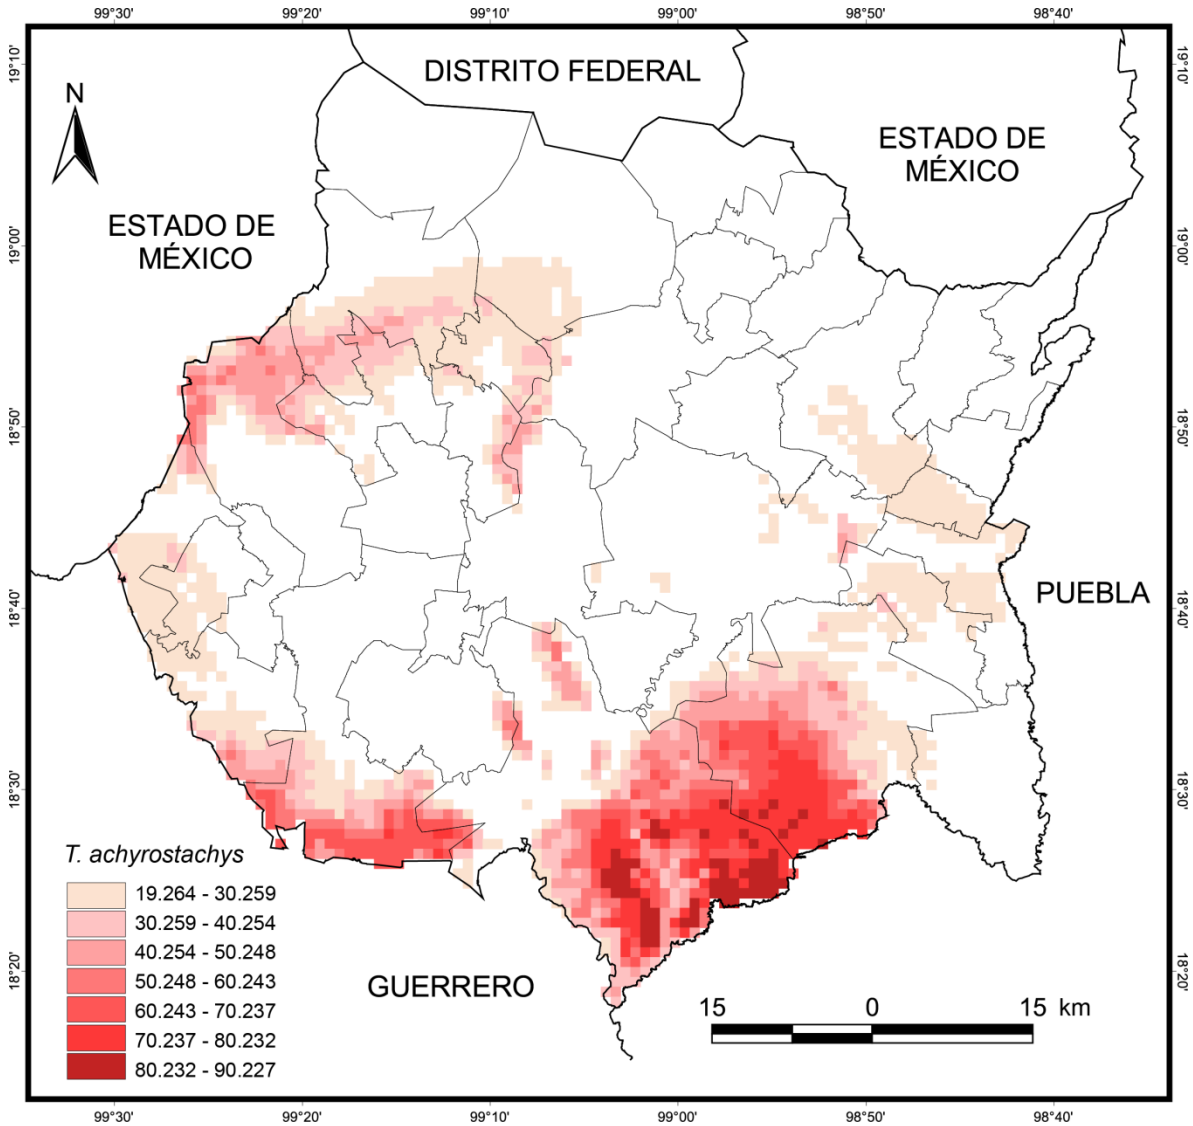 99°30' 99°20' 99°10' 99°00' 98°50' 98°40'
19°10' 19°10'
DISTRITO FEDERAL
N
ESTADO DE
MÉXICO
ESTADO DE
MÉXICO
19°00' 19°00'
18°50' 18°50'
PUEBLA
18°40' 18°40'
18°30' 18°30'
T. achyrostachys
19.264 - 30.259
30.259 - 40.254
40.254 - 50.248
50.248 - 60.243
60.243 - 70.237
70.237 - 80.232
80.232 - 90.227
18°20' 18°20'
GUERRERO
15 0 15 km
99°30' 99°20' 99°10' 99°00' 98°50' 98°40'